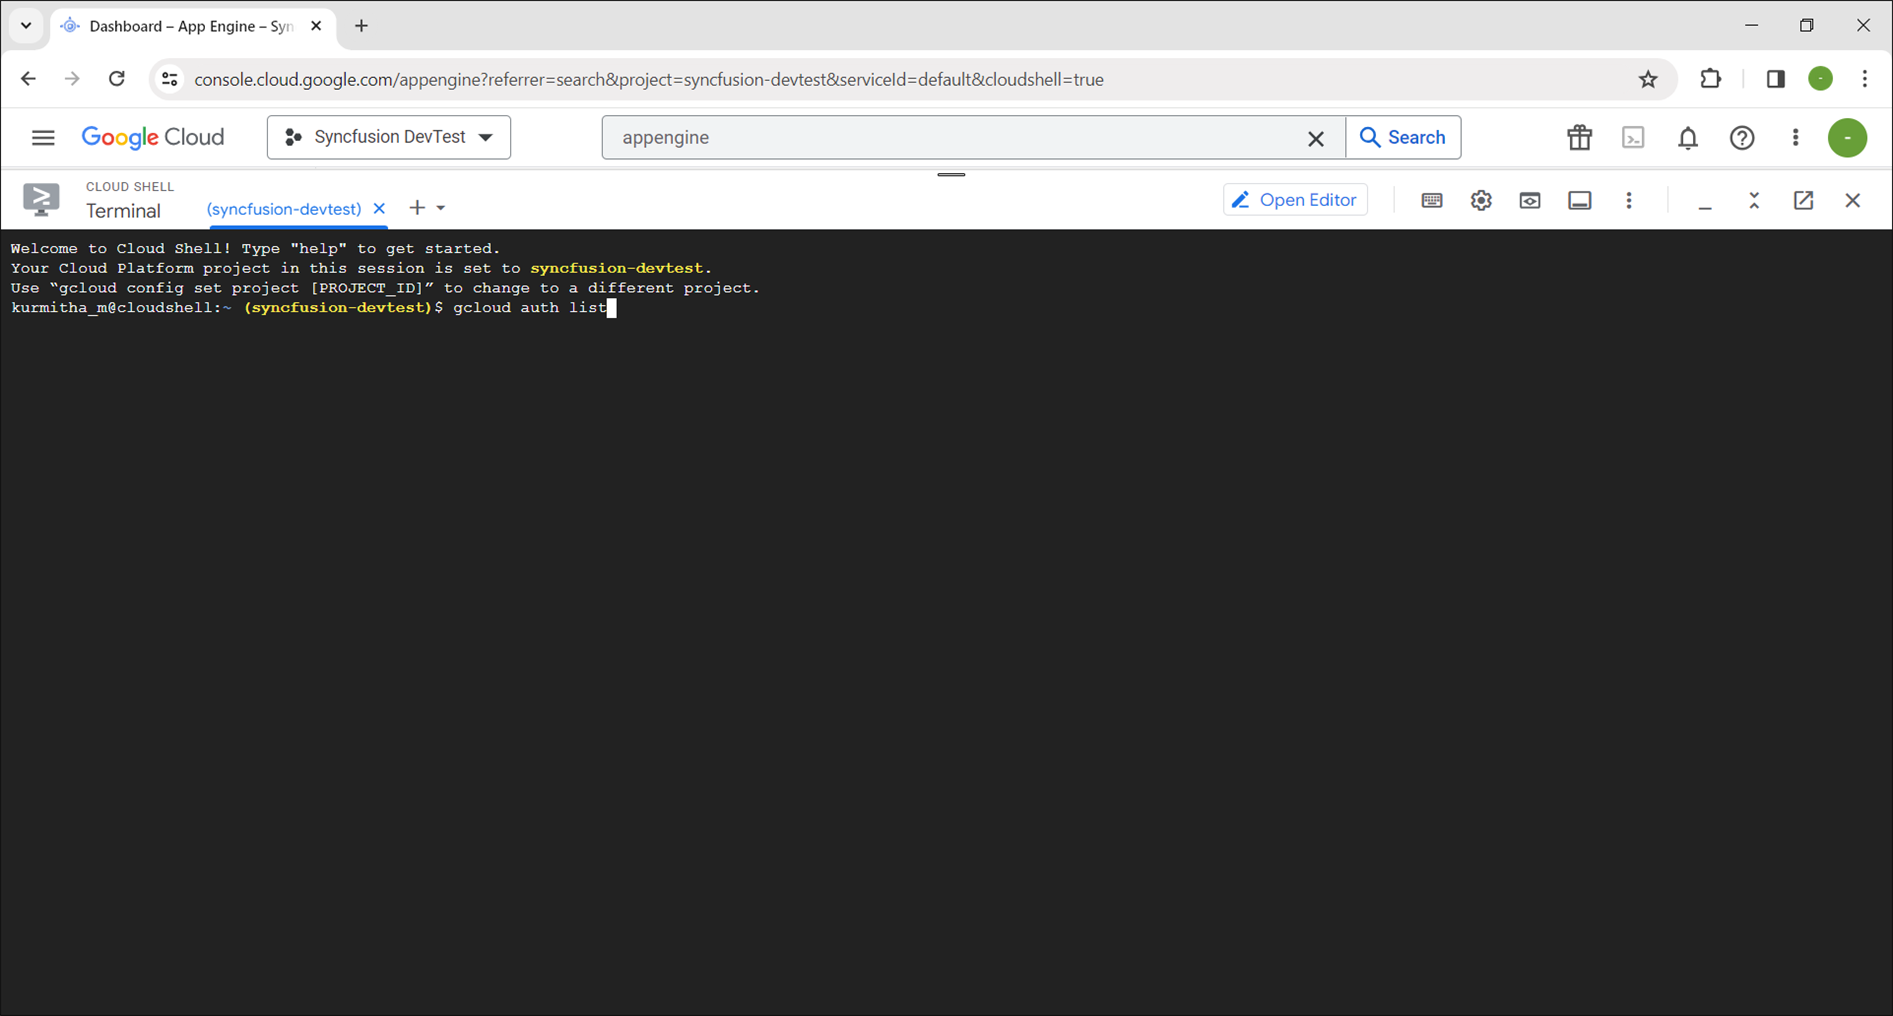 Dashboard – App Engine – Syn
console.cloud.google.com/appengine?referrer=search&project=syncfusion-devtest&serviceId=default&cloudshell=true
Google Cloud
Syncfusion DevTest
appengine
Search
CLOUD SHELL
Terminal
(syncfusion-devtest)
Open Editor
Welcome to Cloud Shell! Type "help" to get started.
Your Cloud Platform project in this session is set to syncfusion-devtest.
Use “gcloud config set project [PROJECT_ID]” to change to a different project.
kurmitha_m@cloudshell:~ (syncfusion-devtest)$ gcloud auth list